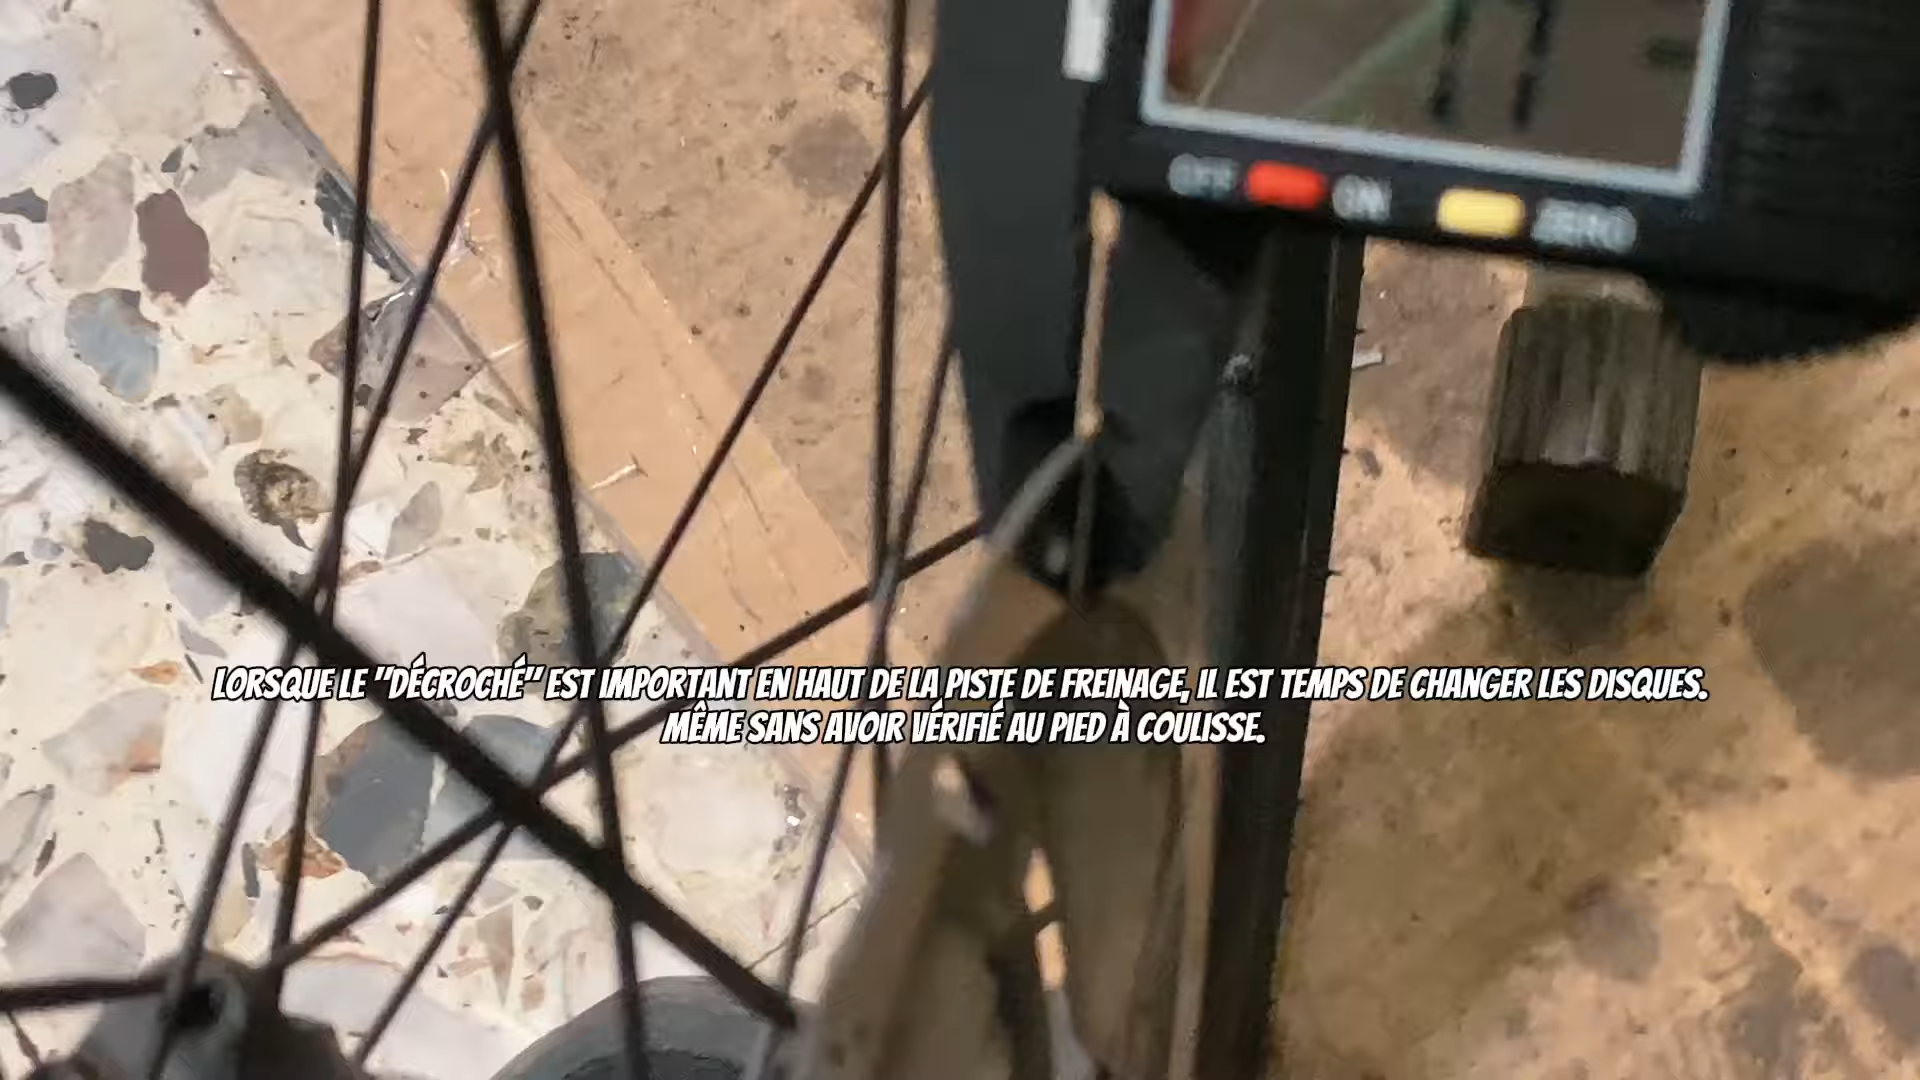 OFF ON ZERO
LORSQUE LE "DÉCROCHÉ" EST IMPORTANT EN HAUT DE LA PISTE DE FREINAGE, IL EST TEMPS DE CHANGER LES DISQUES.
MÊME SANS AVOIR VÉRIFIÉ AU PIED À COULISSE.